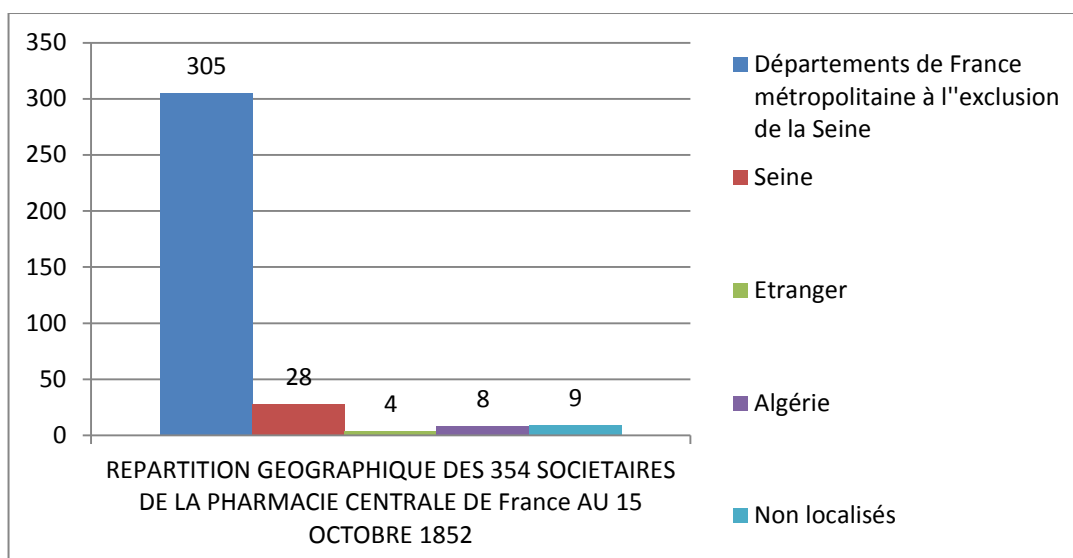 350
300
250
200
150
100
50
0
305
28
4
8
9
REPARTITION GEOGRAPHIQUE DES 354 SOCIETAIRES
DE LA PHARMACIE CENTRALE DE France AU 15
OCTOBRE 1852
Départements de France
métropolitaine à l''exclusion
de la Seine
Seine
Etranger
Algérie
Non localisés